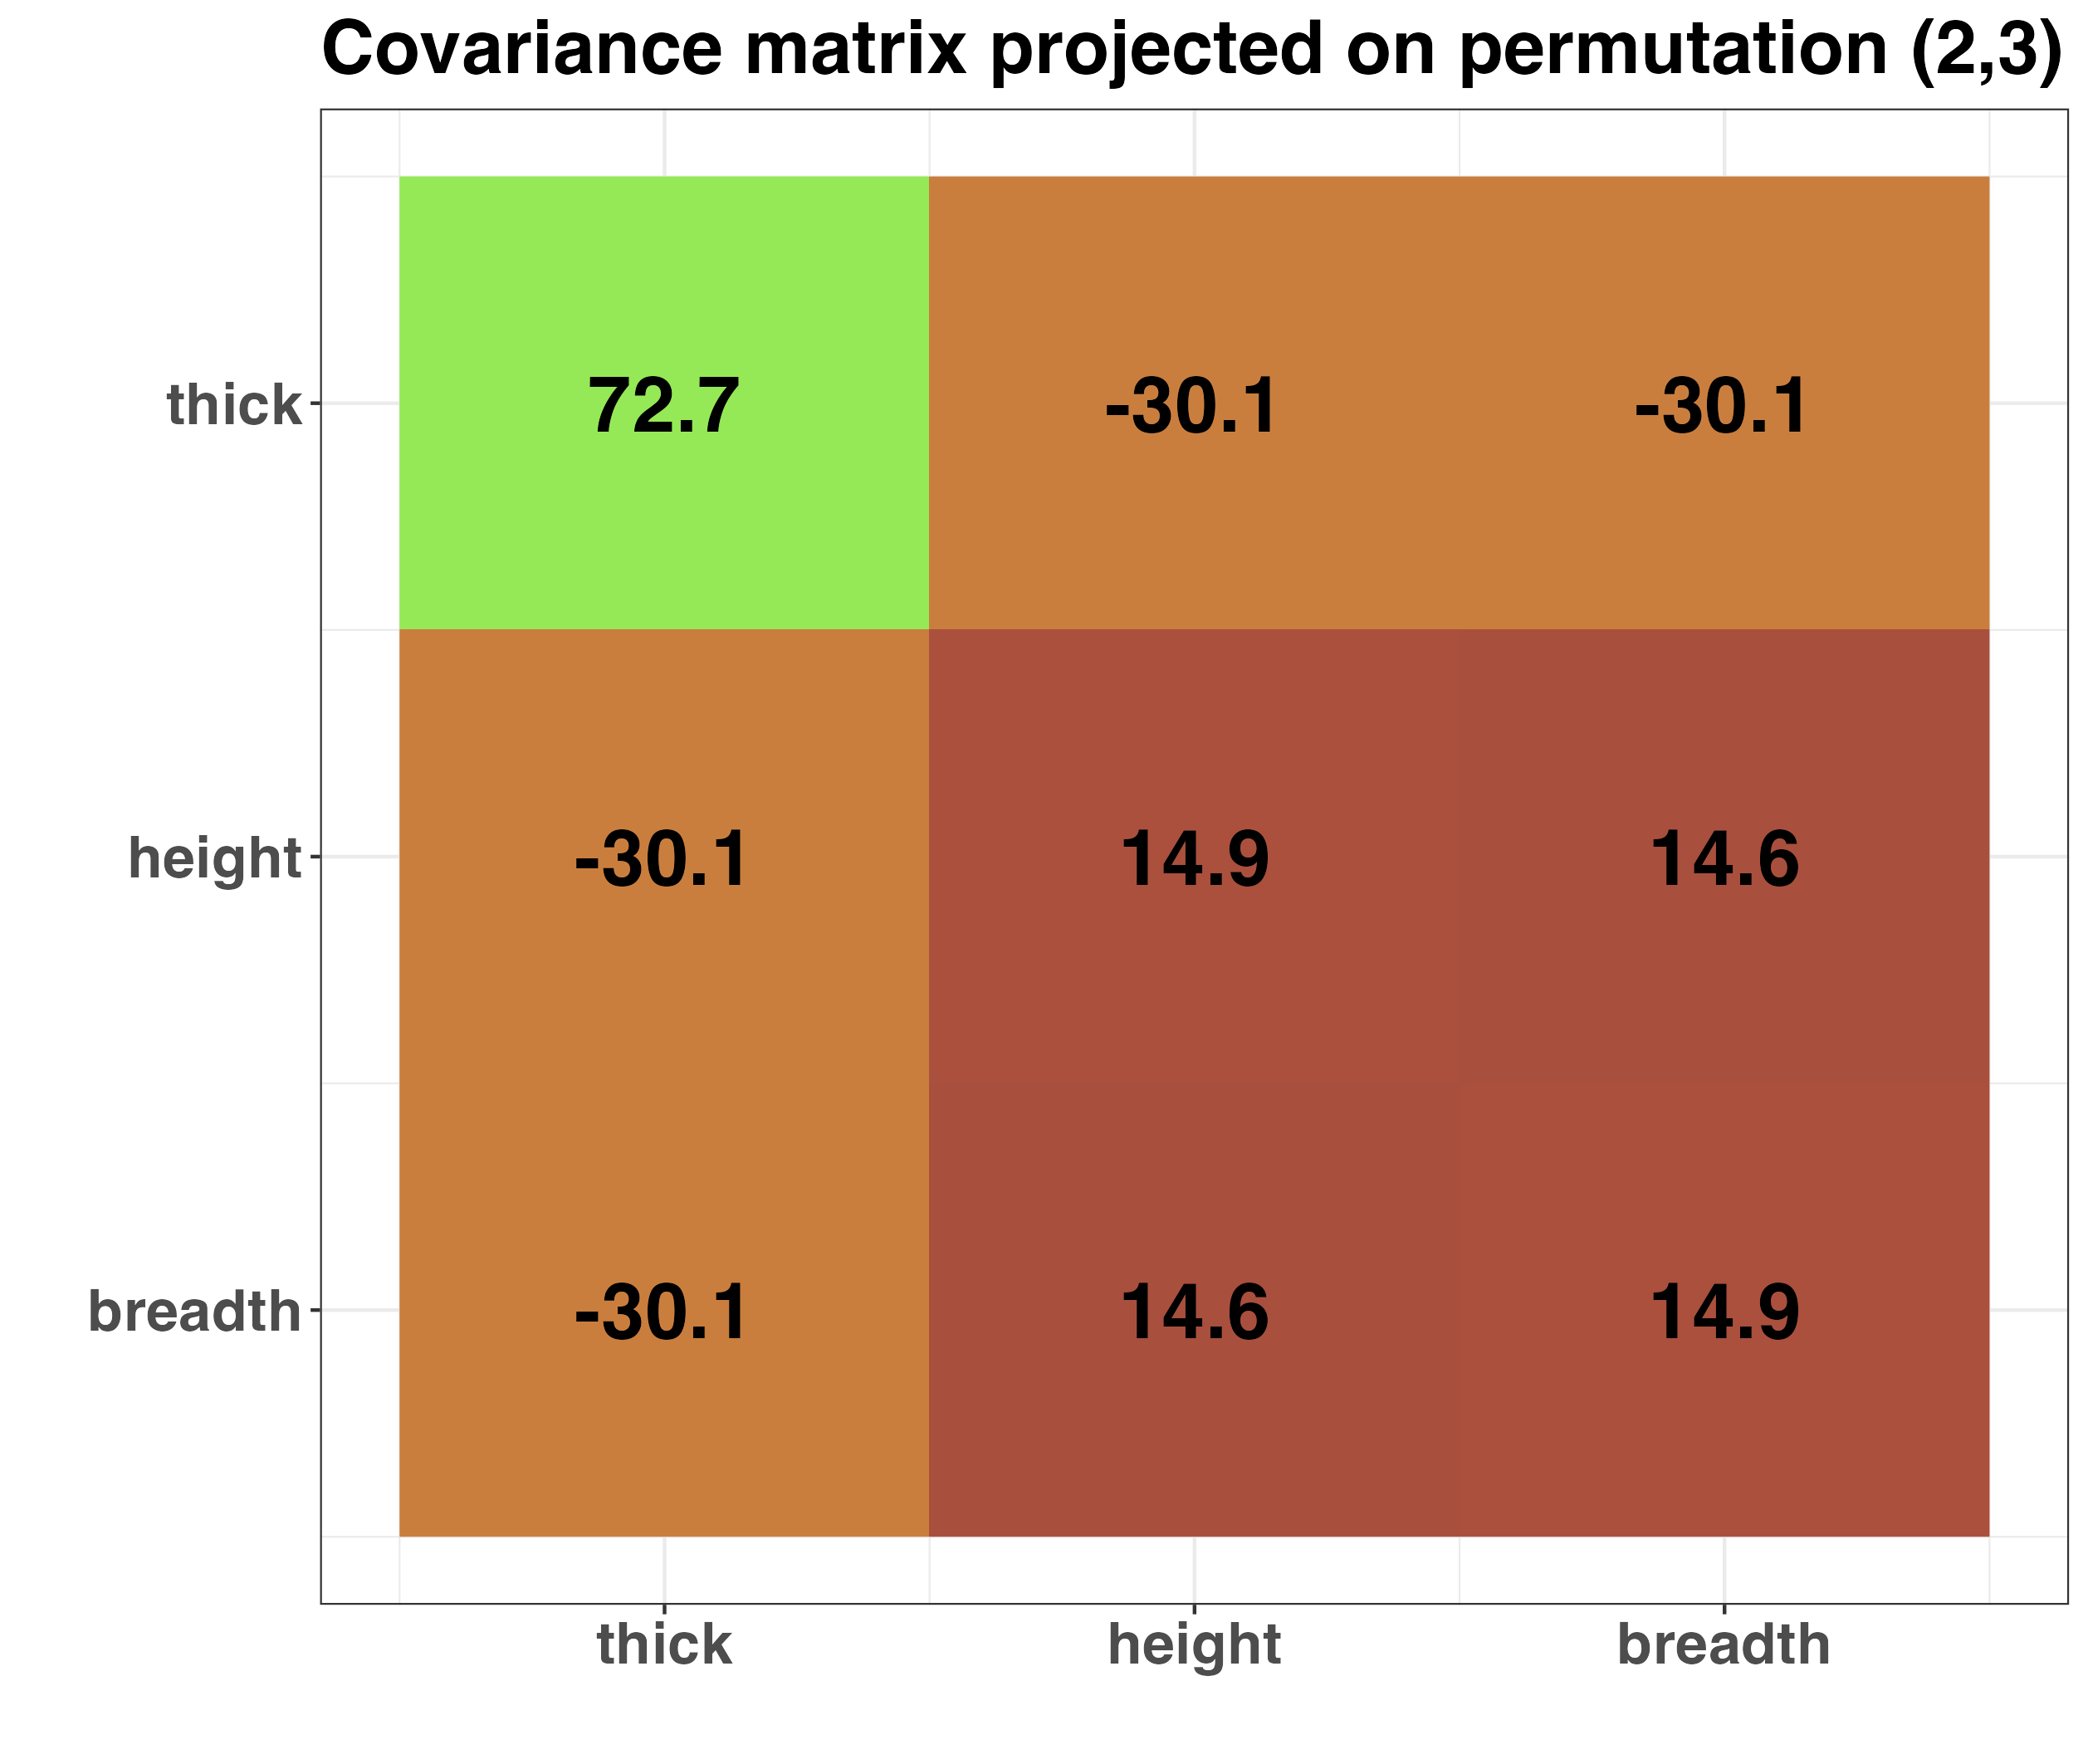 Covariance matrix projected on permutation (2,3)
thick 72.7 -30.1 -30.1
height -30.1 14.9 14.6
breadth -30.1 14.6 14.9
thick height breadth